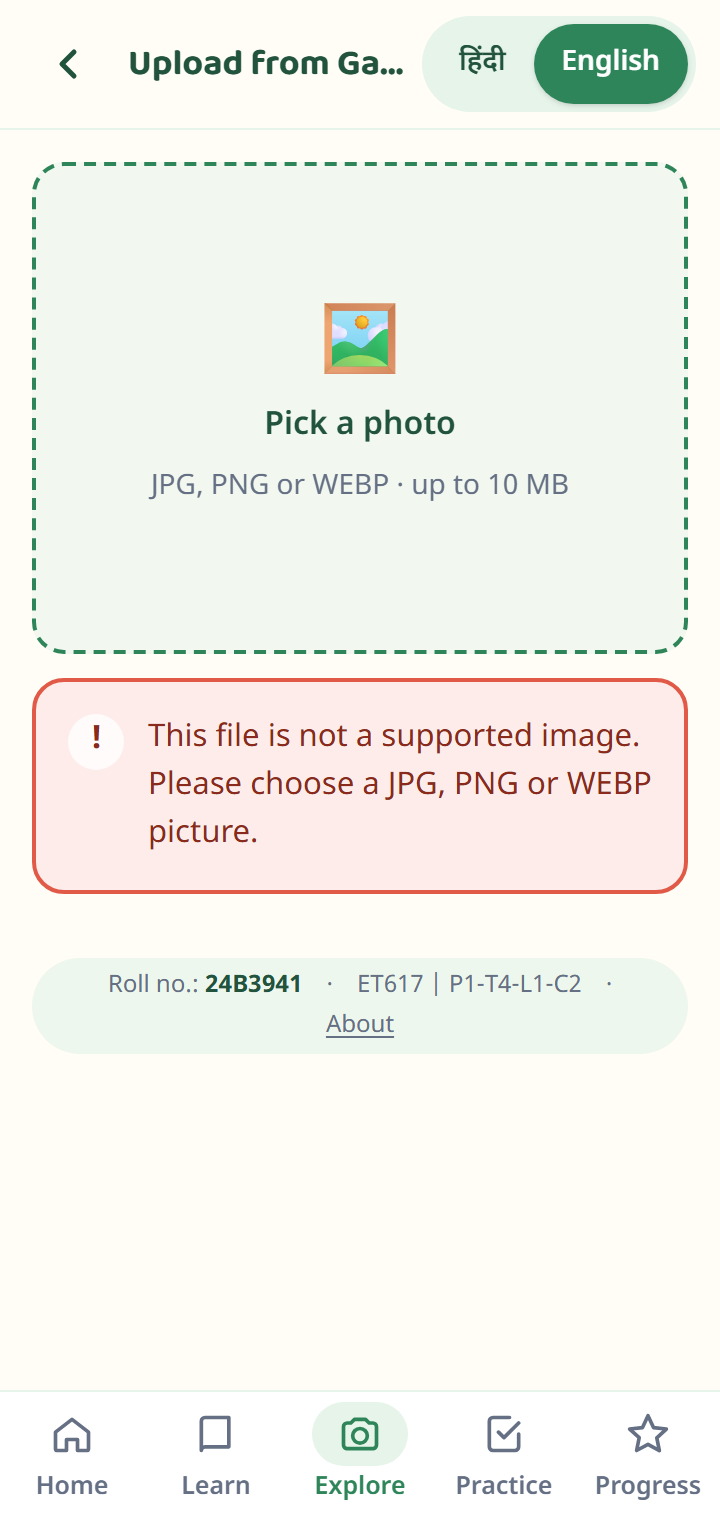 Upload from Ga...
हिंदी
English
Pick a photo
JPG, PNG or WEBP · up to 10 MB
!
This file is not a supported image.
Please choose a JPG, PNG or WEBP
picture.
Roll no.: 24B3941 · ET617 | P1-T4-L1-C2 ·
About
Home
Learn
Explore
Practice
Progress